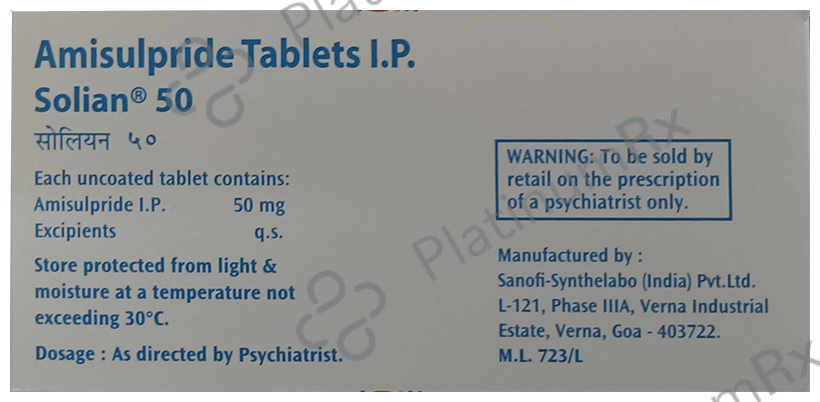 Amisulpride Tablets I.P.
Solian® 50
सोलियन ५०
Each uncoated tablet contains:
Amisulpride I.P. 50 mg
Excipients q.s.
Store protected from light &
moisture at a temperature not
exceeding 30°C.
Dosage : As directed by Psychiatrist.
WARNING: To be sold by
retail on the prescription
of a psychiatrist only.
Manufactured by :
Sanofi-Synthelabo (India) Pvt.Ltd.
L-121, Phase IIIA, Verna Industrial
Estate, Verna, Goa - 403722.
M.L. 723/L
PlatinumRx